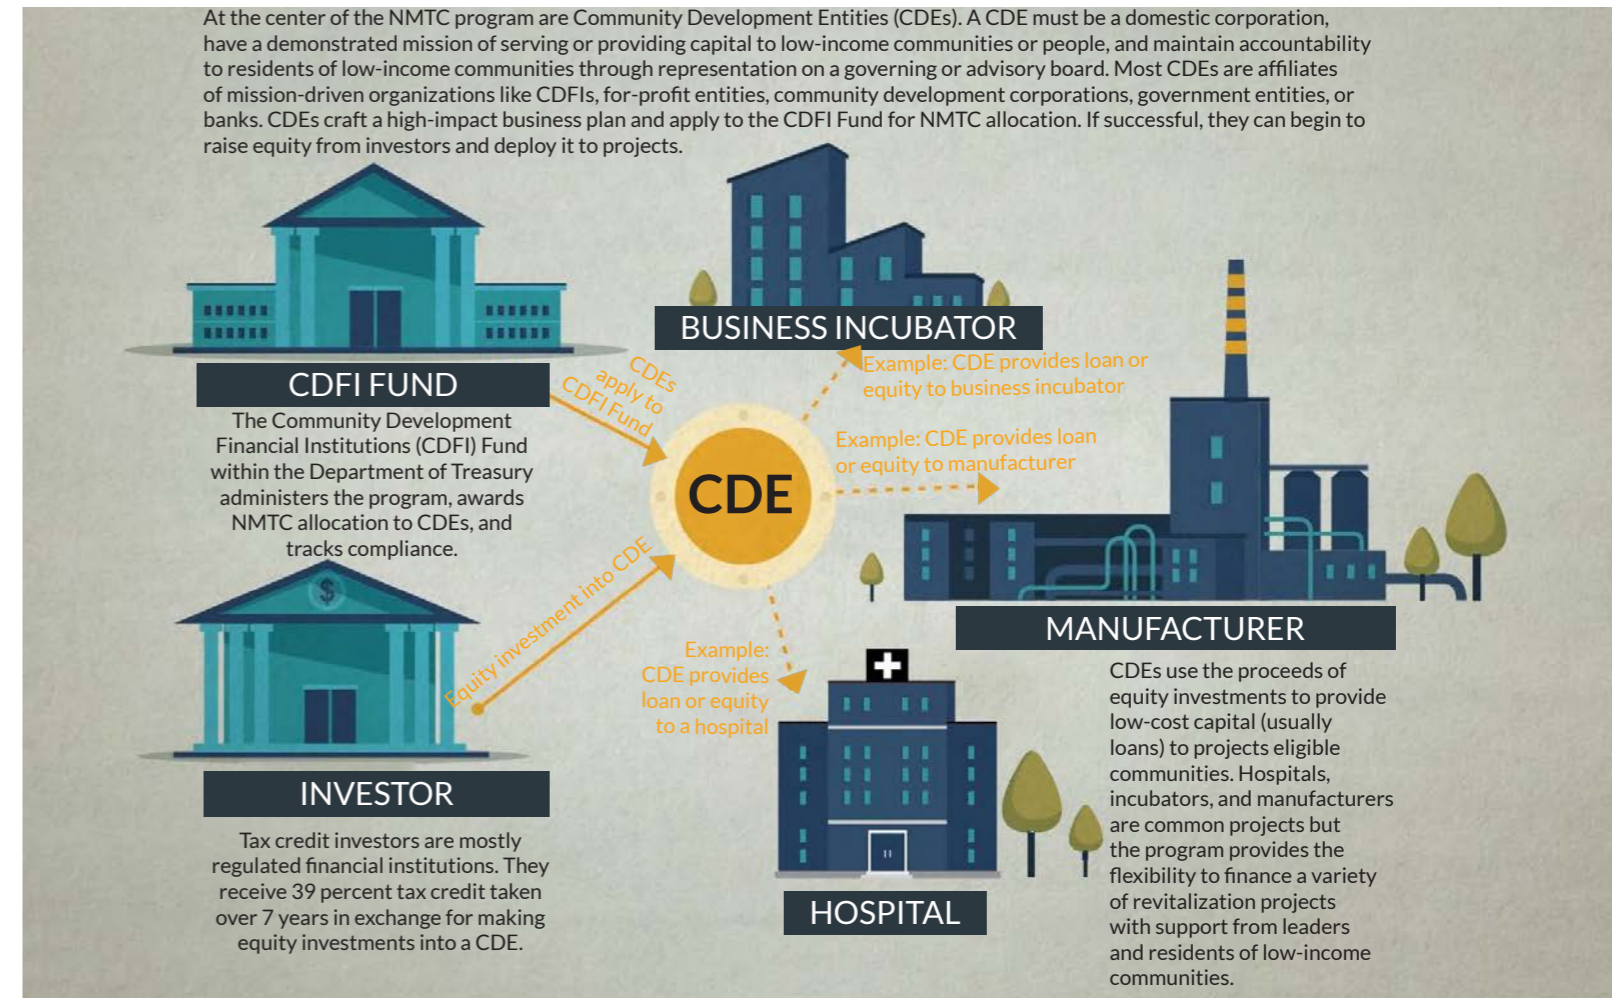 At the center of the NMTC program are Community Development Entities (CDEs). A CDE must be a domestic corporation,
have a demonstrated mission of serving or providing capital to low-income communities or people, and maintain accountability
to residents of low-income communities through representation on a governing or advisory board. Most CDEs are affiliates
of mission-driven organizations like CDFIs, for-profit entities, community development corporations, government entities, or
banks. CDEs craft a high-impact business plan and apply to the CDFI Fund for NMTC allocation. If successful, they can begin to
raise equity from investors and deploy it to projects.
BUSINESS INCUBATOR
Example: CDE provides loan or
equity to business incubator
CDFI FUND
The Community Development
Financial Institutions (CDFI) Fund
within the Department of Treasury
administers the program, awards
NMTC allocation to CDEs, and
tracks compliance.
CDEs
apply to
CDFI Fund
CDE
Example: CDE provides loan
or equity to manufacturer
$
Equity investment into CDE
MANUFACTURER
Example:
CDE provides
loan or equity
to a hospital
CDEs use the proceeds of
equity investments to provide
low-cost capital (usually
loans) to projects eligible
communities. Hospitals,
incubators, and manufacturers
are common projects but
the program provides the
flexibility to finance a variety
of revitalization projects
with support from leaders
and residents of low-income
communities.
INVESTOR
Tax credit investors are mostly
regulated financial institutions. They
receive 39 percent tax credit taken
over 7 years in exchange for making
equity investments into a CDE.
HOSPITAL